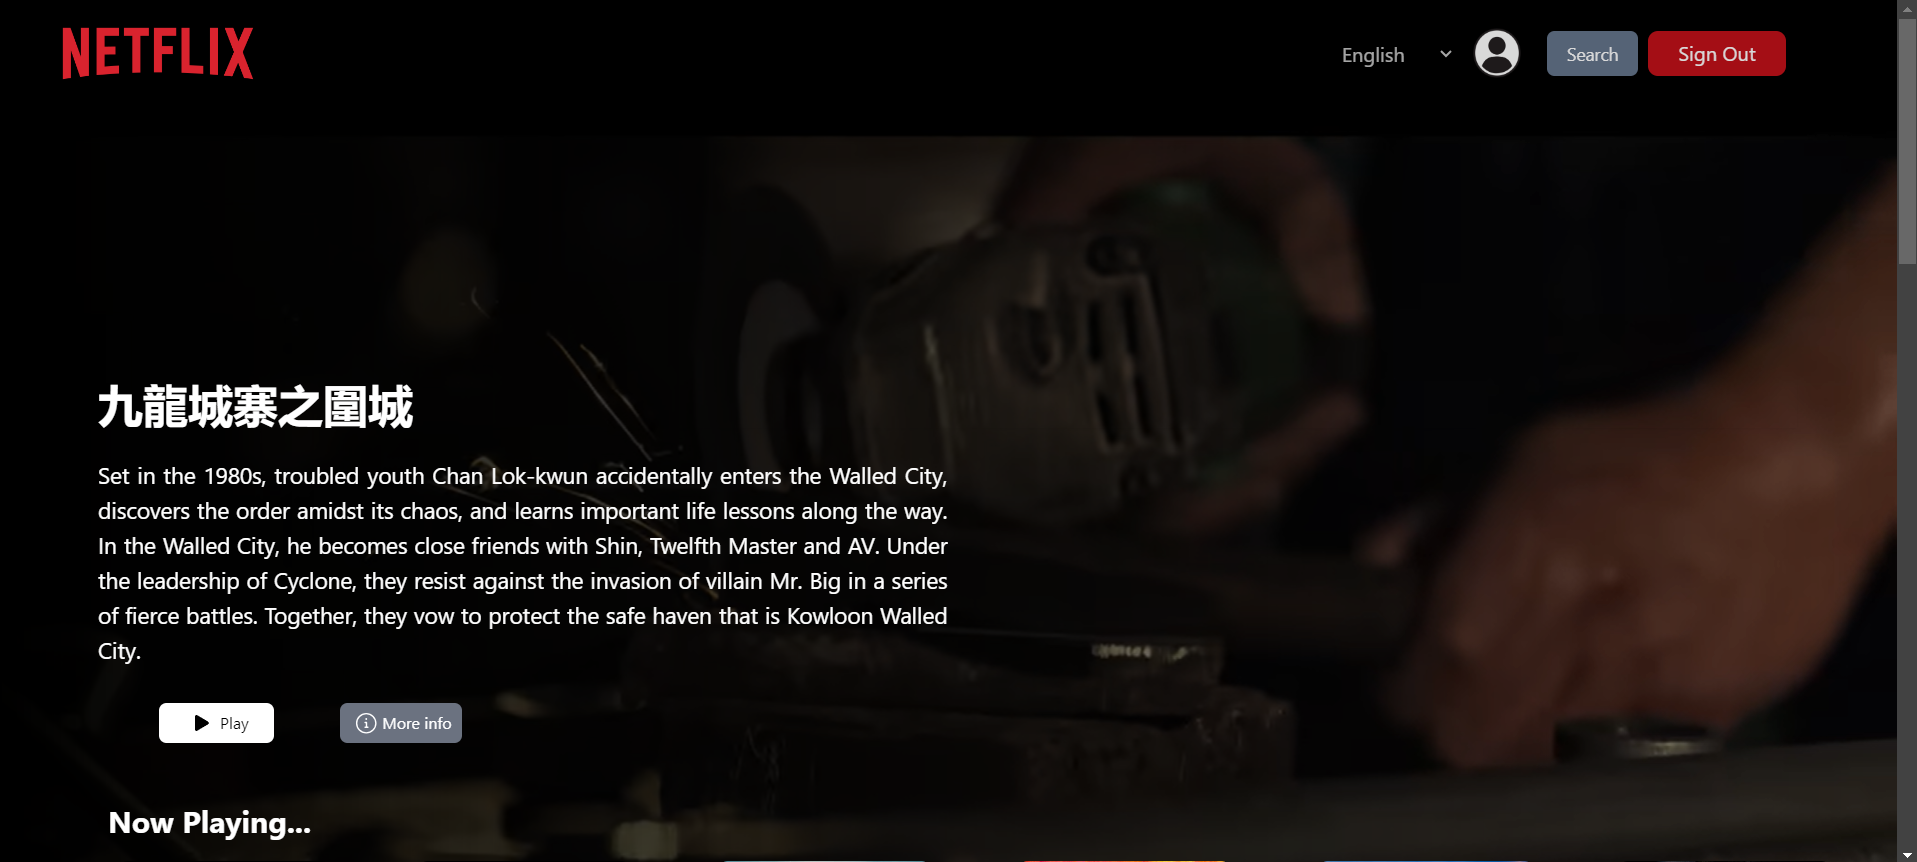 NETFLIX
English
Search
Sign Out
九龍城寨之圍城
Set in the 1980s, troubled youth Chan Lok-kwun accidentally enters the Walled City,
discovers the order amidst its chaos, and learns important life lessons along the way.
In the Walled City, he becomes close friends with Shin, Twelfth Master and AV. Under
the leadership of Cyclone, they resist against the invasion of villain Mr. Big in a series
of fierce battles. Together, they vow to protect the safe haven that is Kowloon Walled
City.
Play
More info
Now Playing...